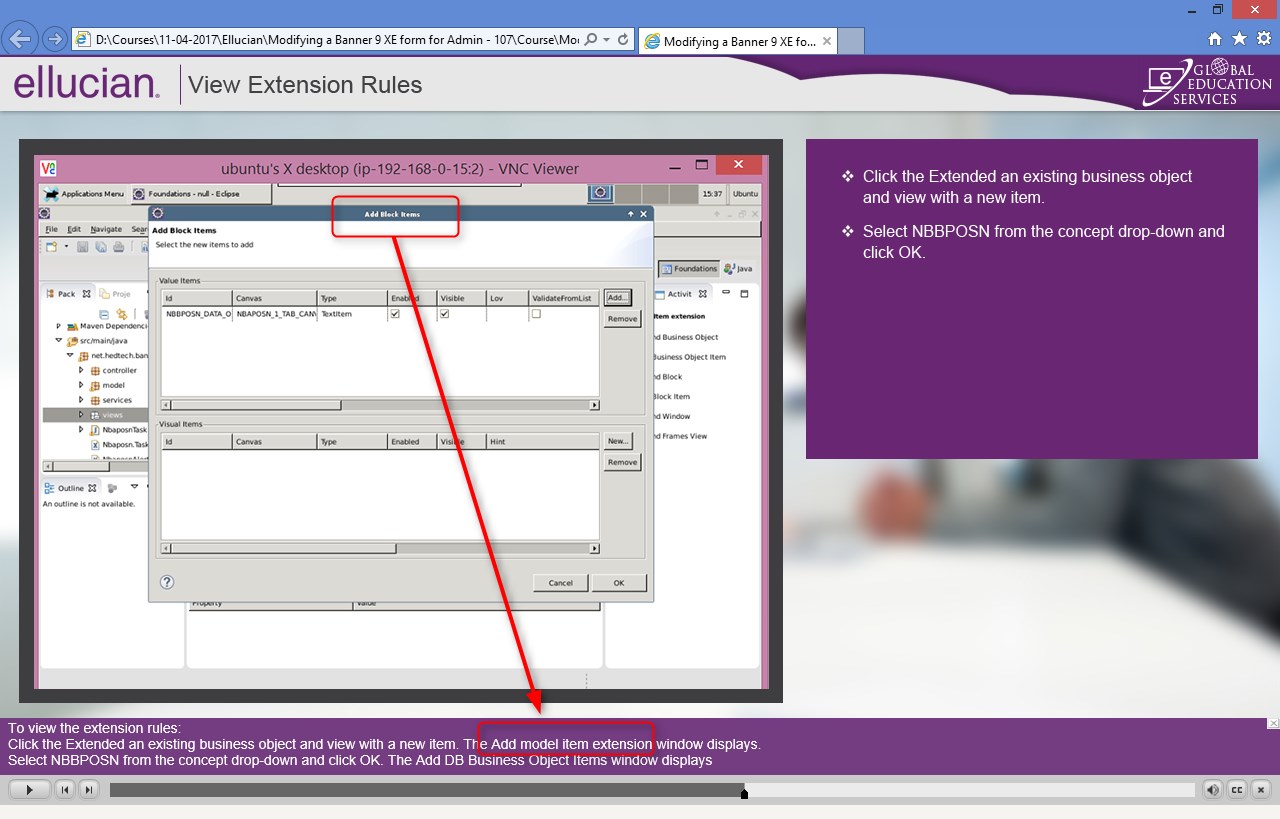 D:\Courses\11-04-2017\Ellucian\Modifying a Banner 9 XE form for Admin - 107\Course\Mo
Modifying a Banner 9 XE fo...
ellucian.
View Extension Rules
e
GLOBAL
EDUCATION
SERVICES
ubuntu's X desktop (ip-192-168-0-15:2) - VNC Viewer
Applications Menu
Foundations - null - Eclipse
15:37
Ubuntu
Add Block Items
File Edit Navigate Sear
Add Block Items
Select the new items to add
Foundations
Java
Pack
Proje
Activit
Value Items
Id Canvas Type Enabled Visible Lov ValidateFromList
Add...
NBBPOSN_DATA_O NBAPOSN_1_TAB_CAN TextItem
Remove
Maven Dependenci
src/main/java
net.hedtech.ban
controller
model
services
views
NbaposnTask
Nbaposn.Task
tem extension
nd Business Object
Business Object Item
nd Block
Block Item
nd Window
nd Frames View
Visual Items
Id Canvas Type Enabled Visible Hint
New...
Remove
Outline
An outline is not available.
Cancel
OK
Property Value
Click the Extended an existing business object
and view with a new item.
Select NBBPOSN from the concept drop-down and
click OK.
To view the extension rules:
Click the Extended an existing business object and view with a new item. The Add model item extension window displays.
Select NBBPOSN from the concept drop-down and click OK. The Add DB Business Object Items window displays
CC